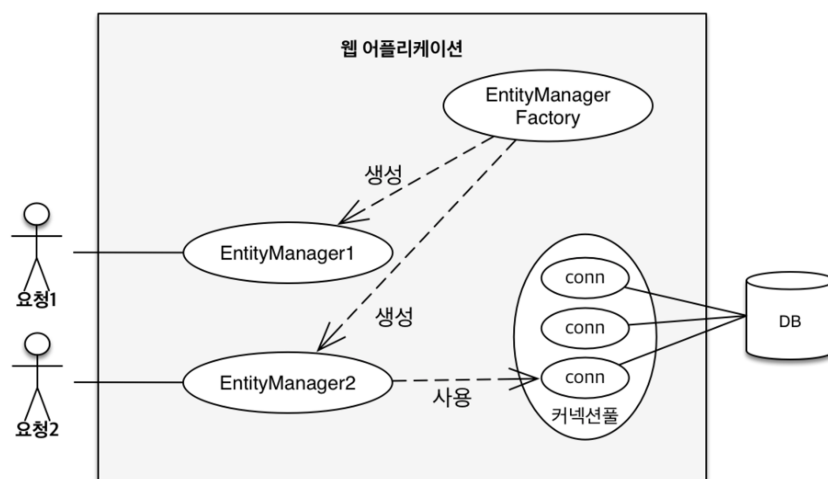 웹 어플리케이션
EntityManager
Factory
생성
EntityManager1
요청1
conn
conn
생성
DB
EntityManager2
사용
conn
커넥션풀
요청2